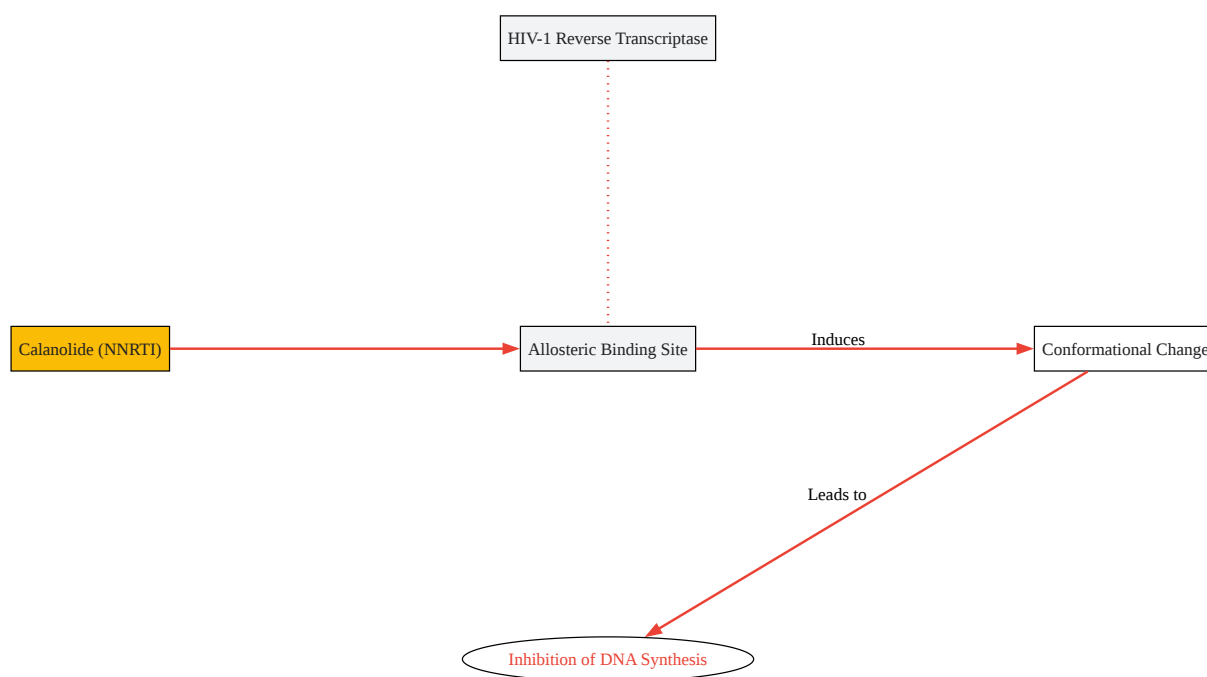 HIV-1 Reverse Transcriptase
Calanolide (NNRTI)
Allosteric Binding Site
Induces
Conformational Change
Leads to
Inhibition of DNA Synthesis